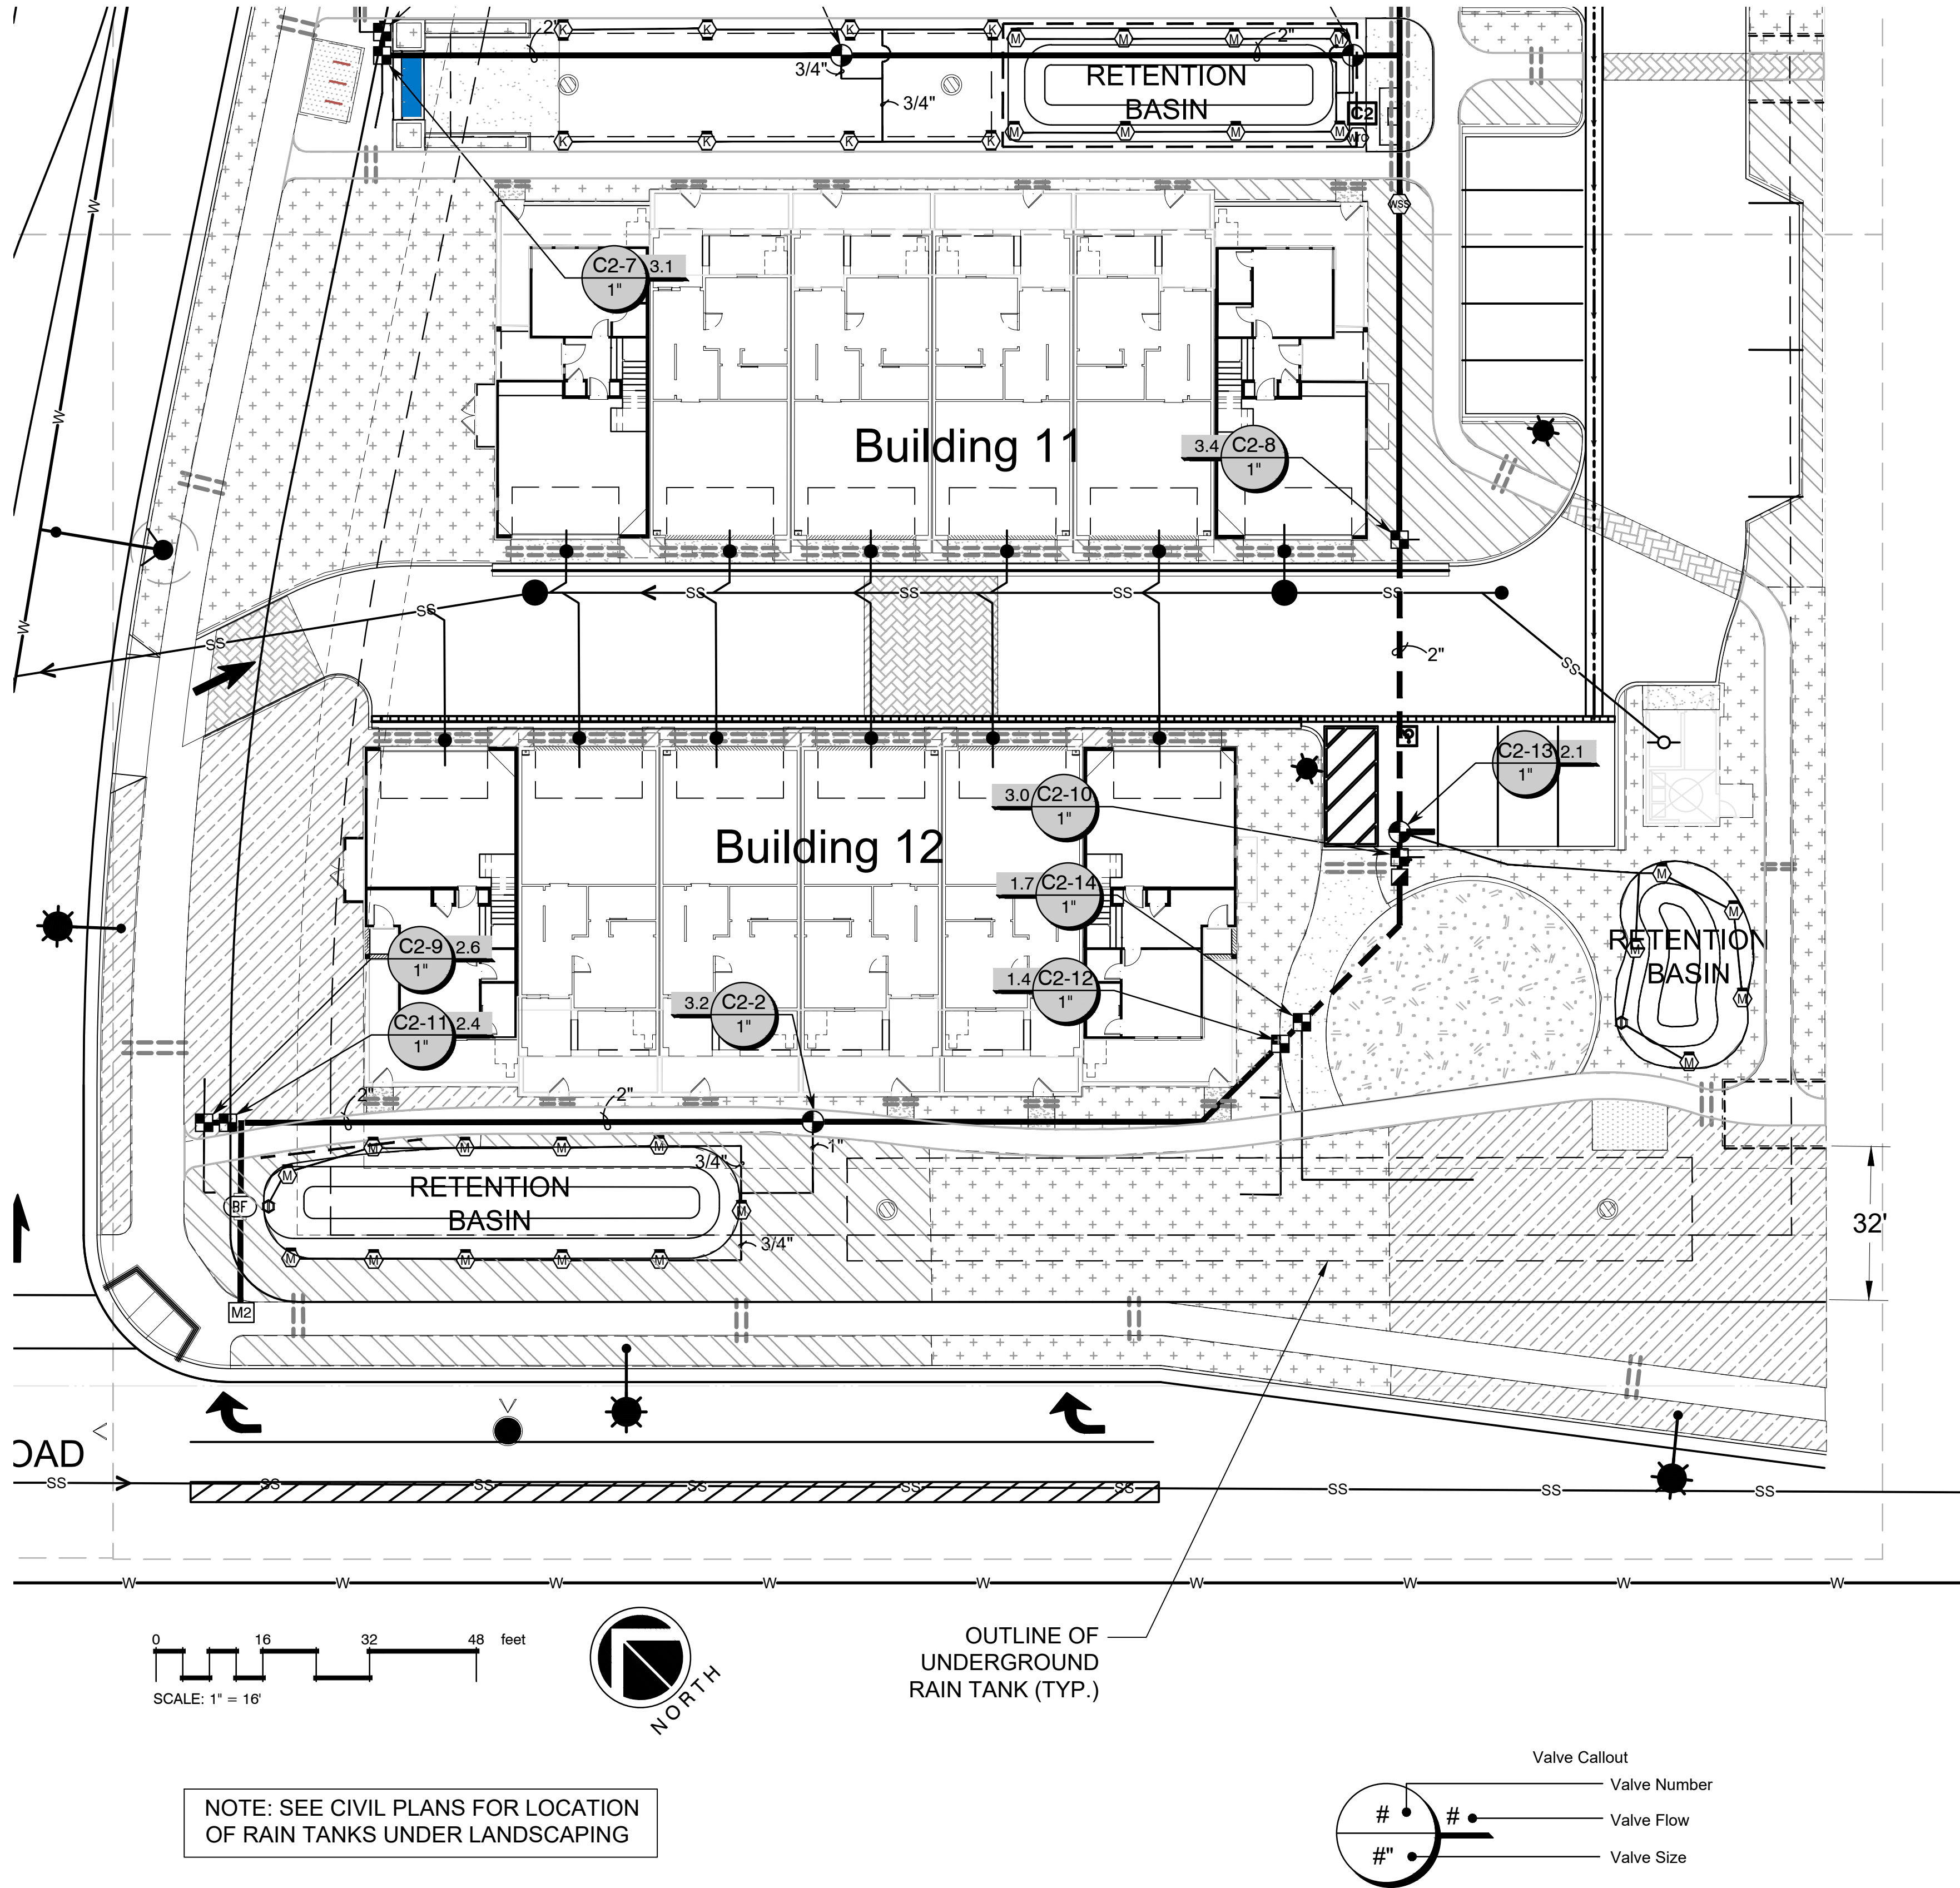 K K K K M M M M
2"
2"
3/4"
3/4"
RETENTION
BASIN
C2
K K K K M M M M
W
WSS
C2-7 3.1
1"
W
Building 11
3.4 C2-8
1"
W
SS SS SS SS
SS
SS
2"
SS
C2-13 2.1
1"
3.0 C2-10
1"
Building 12
1.7 C2-14
1"
M
M
RETENTION
M
BASIN
M
M
C2-9 2.6
1"
1.4 C2-12
1"
3.2 C2-2
1"
C2-11 2.4
1"
2"
2"
M M M M
1"
3/4"
M
RETENTION
BASIN
BF
M
3/4"
M M M M M
32'
M2
OAD
SS SS SS SS SS SS SS SS SS
W W W W W W W W W
0 16 32 48 feet
SCALE: 1" = 16'
NORTH
OUTLINE OF
UNDERGROUND
RAIN TANK (TYP.)
NOTE: SEE CIVIL PLANS FOR LOCATION
OF RAIN TANKS UNDER LANDSCAPING
Valve Callout
Valve Number
# #
Valve Flow
#"
Valve Size